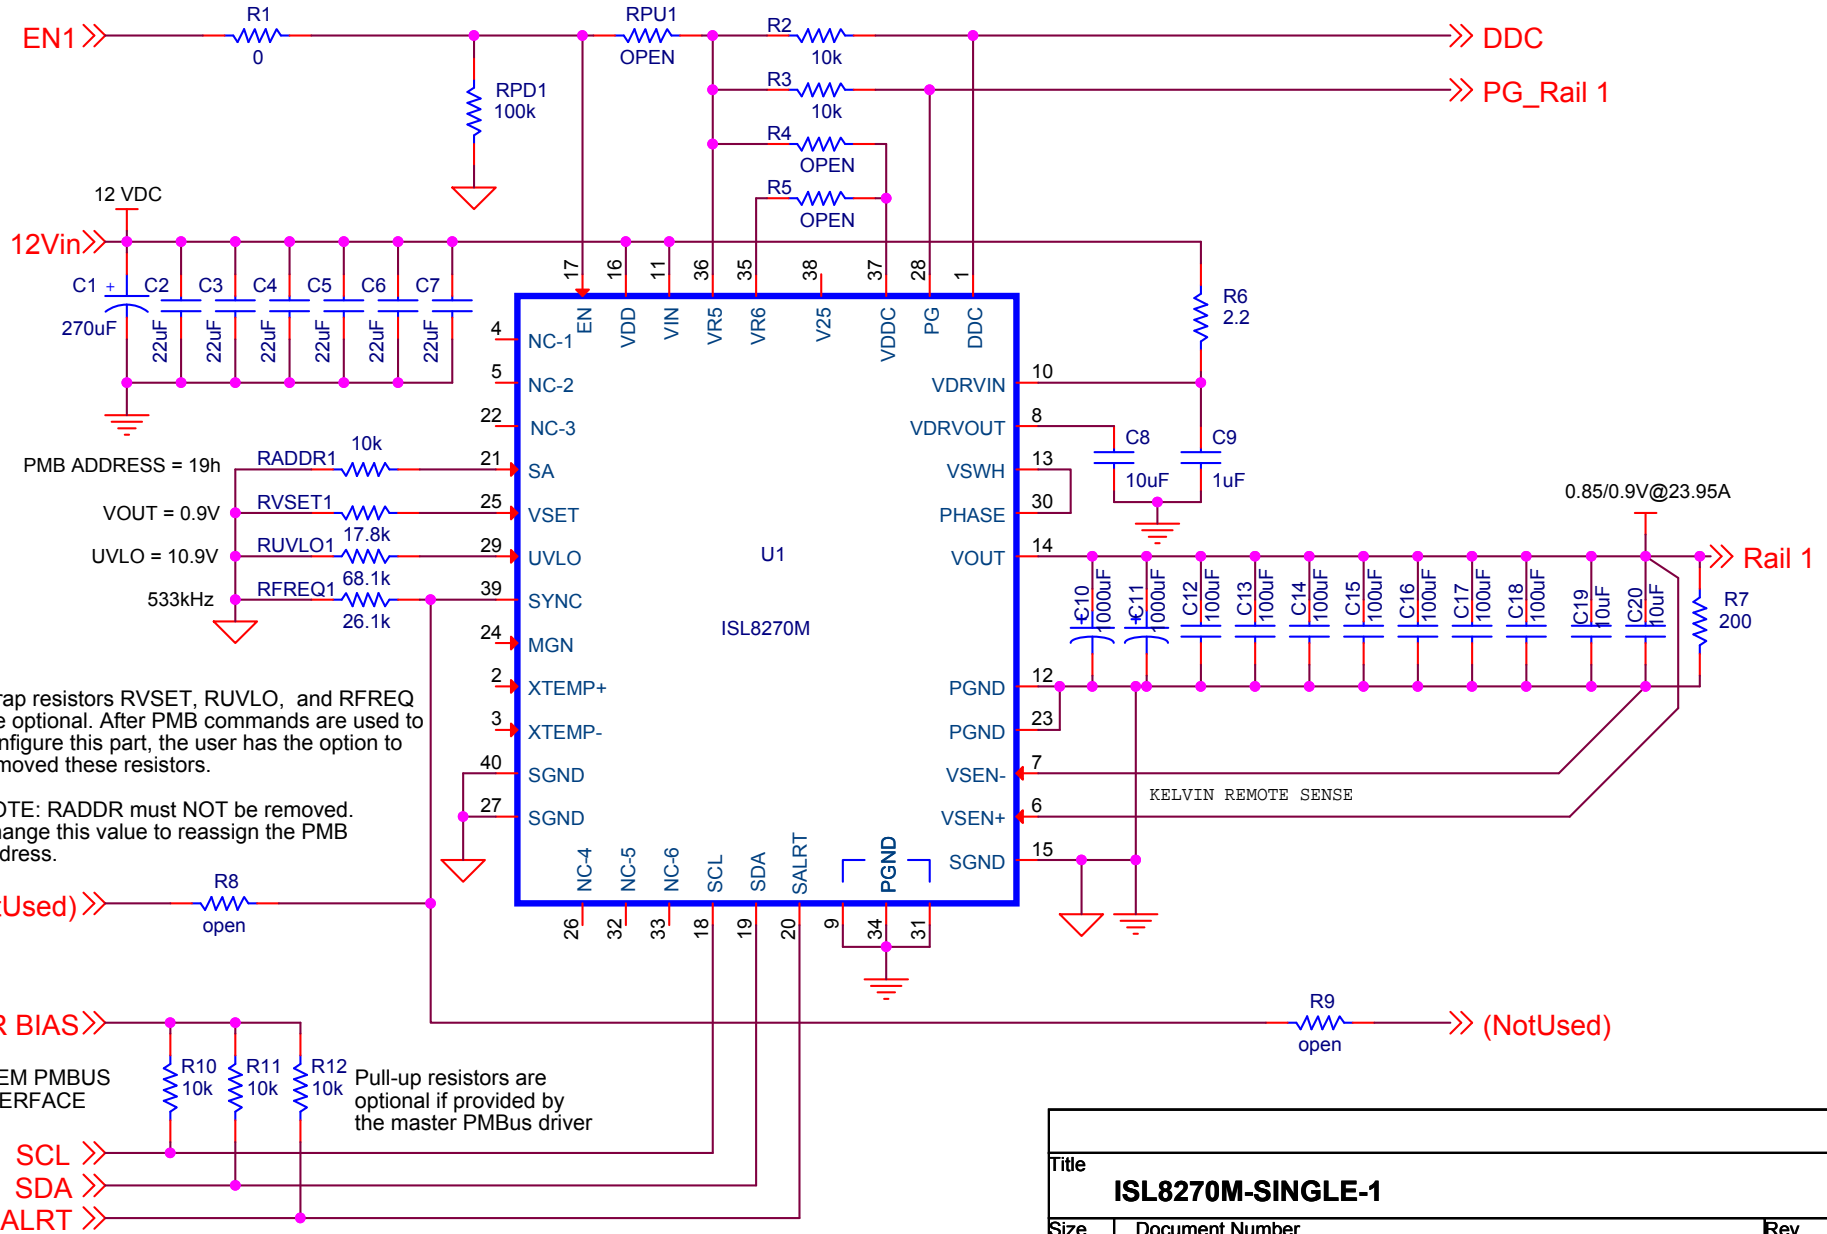 EN1
R1
0
RPU1
OPEN
R2
10k
DDC
RPD1
100k
R3
10k
PG_Rail 1
R4
OPEN
R5
OPEN
12 VDC
12Vin
C1 +
270uF
C2
22uF
C3
22uF
C4
22uF
C5
22uF
C6
22uF
C7
22uF
17
16
11
36
35
38
37
28
1
EN
VDD
VIN
VR5
VR6
V25
VDDC
PG
DDC
R6
2.2
4
NC-1
5
NC-2
22
NC-3
21
SA
25
VSET
29
UVLO
39
SYNC
24
MGN
2
XTEMP+
3
XTEMP-
40
SGND
27
SGND
PMB ADDRESS = 19h
RADDR1
10k
VOUT = 0.9V
RVSET1
17.8k
UVLO = 10.9V
RUVLO1
68.1k
533kHz
RFREQ1
26.1k
U1
ISL8270M
VDRVIN
10
VDRVOUT
8
VSWH
13
PHASE
30
VOUT
14
PGND
12
PGND
23
VSEN-
7
VSEN+
6
SGND
15
C8
10uF
C9
1uF
0.85/0.9V@23.95A
Rail 1
C10
1000uF
+
C11
1000uF
+
C12
100uF
C13
100uF
C14
100uF
C15
100uF
C16
100uF
C17
100uF
C18
100uF
C19
10uF
C20
10uF
R7
200
KELVIN REMOTE SENSE
rap resistors RVSET, RUVLO, and RFREQ
e optional. After PMB commands are used to
nfigure this part, the user has the option to
moved these resistors.
OTE: RADDR must NOT be removed.
hange this value to reassign the PMB
dress.
NC-4
NC-5
NC-6
SCL
SDA
SALRT
PGND
26
32
33
18
19
20
9
34
31
tUsed)
R8
open
R BIAS
R9
open
(NotUsed)
EM PMBUS
ERFACE
R10
10k
R11
10k
R12
10k
Pull-up resistors are
optional if provided by
the master PMBus driver
SCL
SDA
ALRT
Title
ISL8270M-SINGLE-1
Size
Document Number
Rev